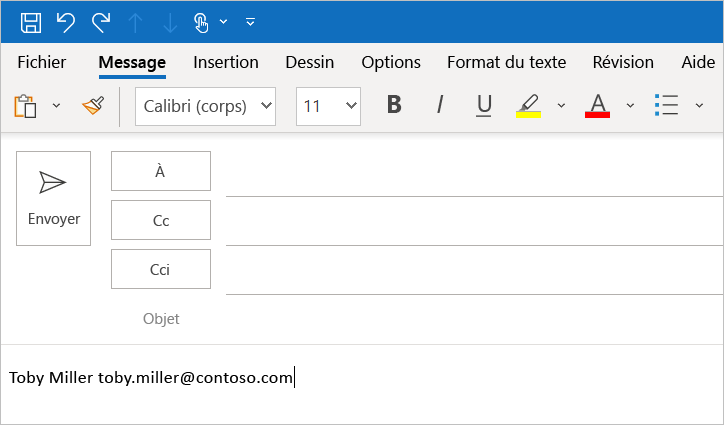 Fichier Message Insertion Dessin Options Format du texte Révision Aide
Calibri (corps) 11 B I U A
À
Envoyer
Cc
Cci
Objet
Toby Miller toby.miller@contoso.com